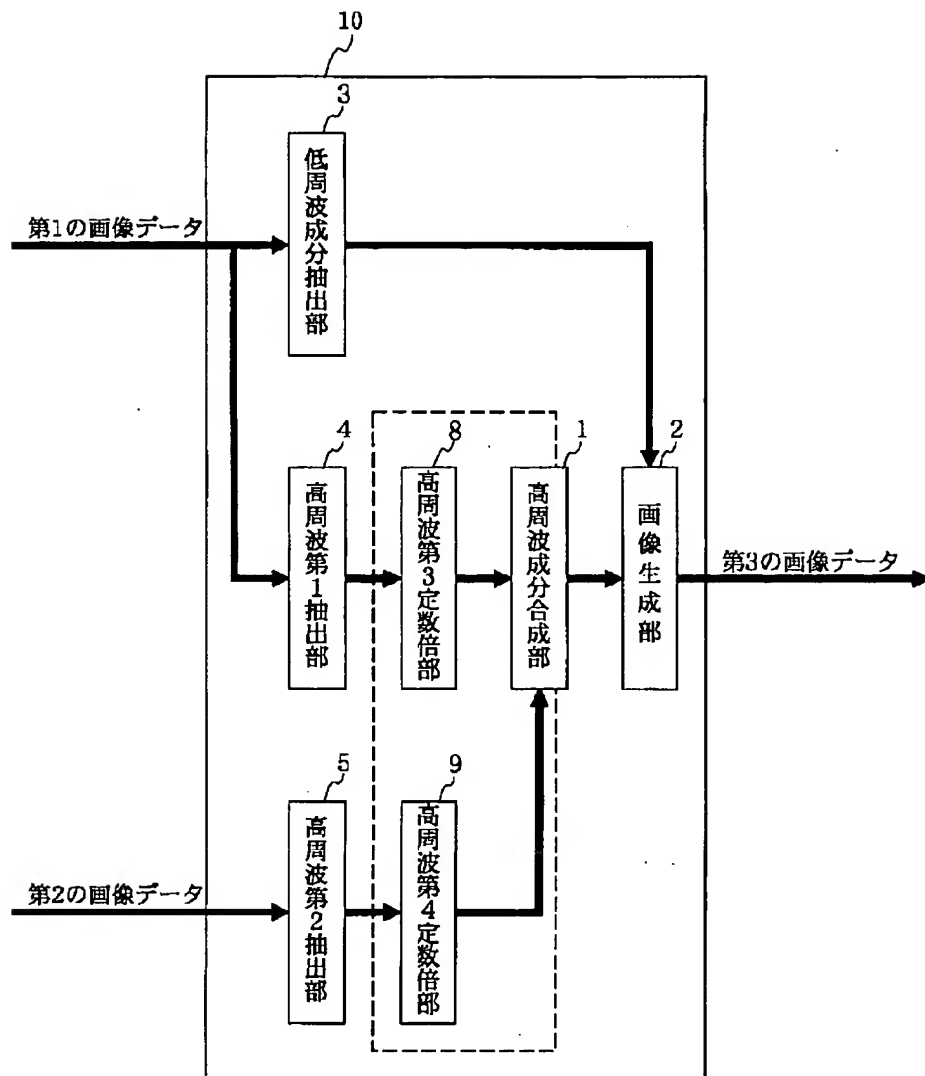 10
3
低周波成分抽出部
第1の画像データ
4
高周波第1抽出部
8
高周波第3定数倍部
1
高周波成分合成部
2
画像生成部
第3の画像データ
5
高周波第2抽出部
9
高周波第4定数倍部
第2の画像データ